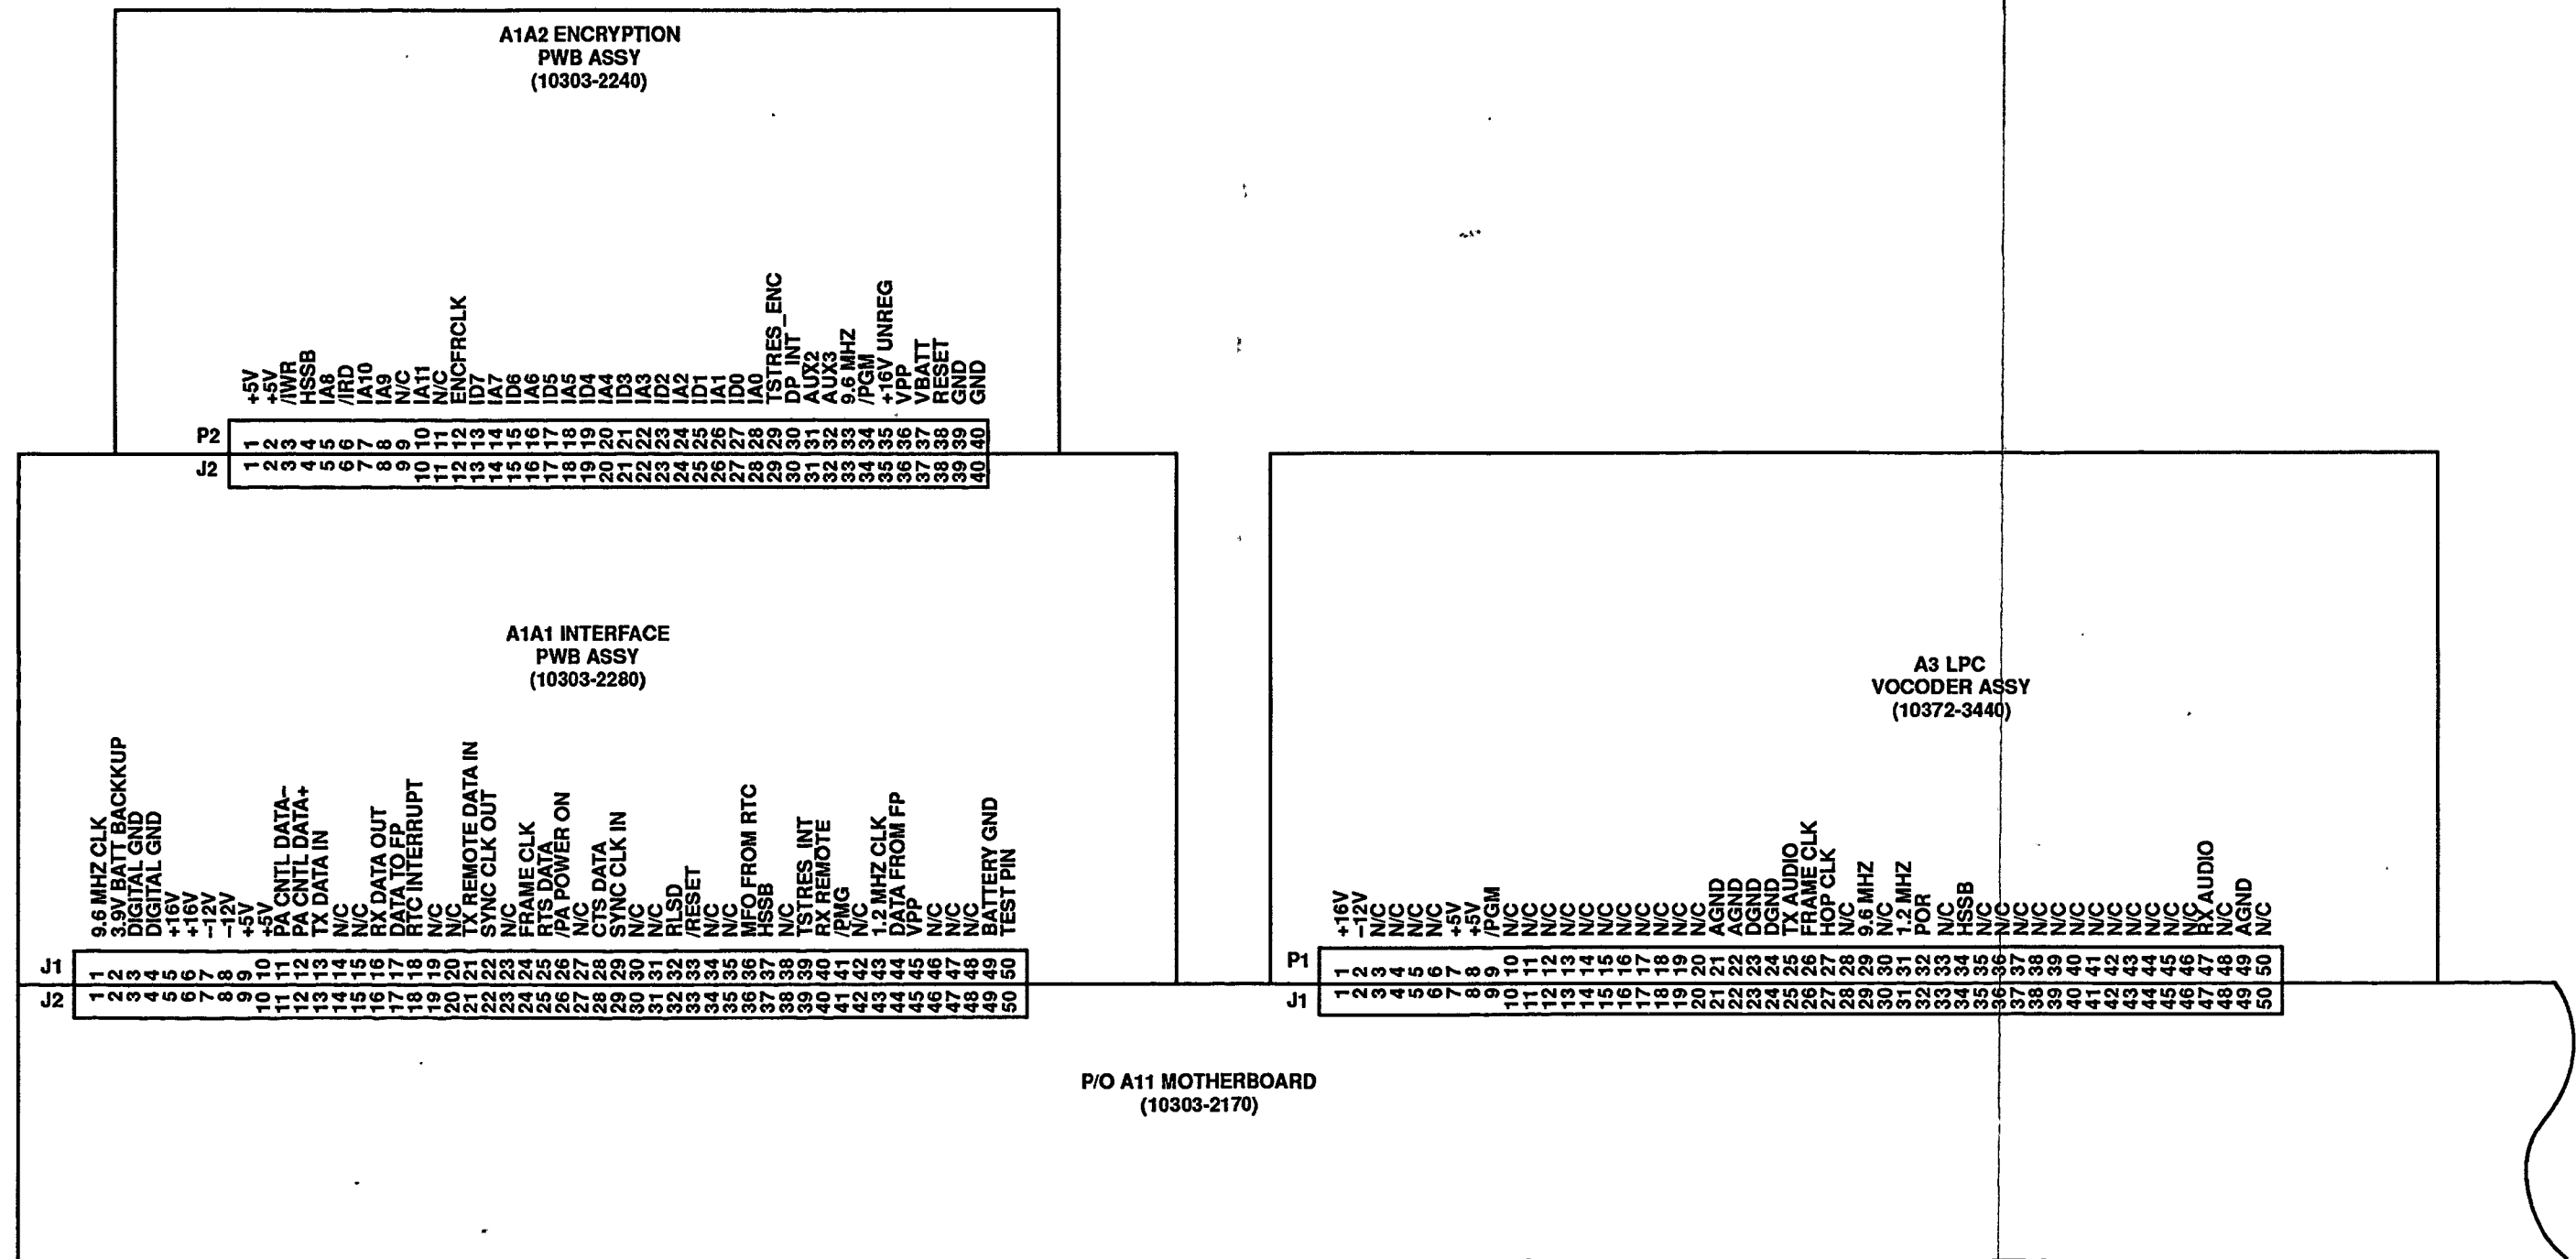 A1A2 ENCRYPTION
PWB ASSY
(10303-2240)
+5V
+5V
/IWR
HSSB
IA8
/IRD
IA10
IA9
N/C
IA11
N/C
ENCFRCLK
ID7
IA7
ID6
IA6
ID5
IA5
ID4
IA4
ID3
IA3
ID2
IA2
ID1
IA1
ID0
IA0
TSTRES_ENC
DP_INT
AUX2
AUX3
9.6 MHZ
/PGM
+16V UNREG
VPP
VBATT
RESET
GND
GND
P2 1 2 3 4 5 6 7 8 9 10 11 12 13 14 15 16 17 18 19 20 21 22 23 24 25 26 27 28 29 30 31 32 33 34 35 36 37 38 39 40
J2 1 2 3 4 5 6 7 8 9 10 11 12 13 14 15 16 17 18 19 20 21 22 23 24 25 26 27 28 29 30 31 32 33 34 35 36 37 38 39 40
A1A1 INTERFACE
PWB ASSY
(10303-2280)
9.6 MHZ CLK
3.9V BATT BACKKUP
DIGITAL GND
DIGITAL GND
+16V
+16V
–12V
–12V
+5V
+5V
PA CNTL DATA–
PA CNTL DATA+
TX DATA IN
N/C
N/C
RX DATA OUT
DATA TO FP
RTC INTERRUPT
N/C
N/C
TX REMOTE DATA IN
SYNC CLK OUT
N/C
FRAME CLK
RTS DATA
/PA POWER ON
N/C
CTS DATA
SYNC CLK IN
N/C
N/C
RLSD
/RESET
N/C
N/C
MFO FROM RTC
HSSB
N/C
TSTRES_INT
RX REMOTE
/PMG
N/C
1.2 MHZ CLK
DATA FROM FP
VPP
N/C
N/C
N/C
BATTERY GND
TEST PIN
J1 1 2 3 4 5 6 7 8 9 10 11 12 13 14 15 16 17 18 19 20 21 22 23 24 25 26 27 28 29 30 31 32 33 34 35 36 37 38 39 40 41 42 43 44 45 46 47 48 49 50
J2 1 2 3 4 5 6 7 8 9 10 11 12 13 14 15 16 17 18 19 20 21 22 23 24 25 26 27 28 29 30 31 32 33 34 35 36 37 38 39 40 41 42 43 44 45 46 47 48 49 50
A3 LPC
VOCODER ASSY
(10372-3440)
+16V
–12V
N/C
N/C
N/C
N/C
+5V
+5V
/PGM
N/C
N/C
N/C
N/C
N/C
N/C
N/C
N/C
N/C
N/C
N/C
AGND
AGND
DGND
DGND
TX AUDIO
FRAME CLK
HOP CLK
N/C
9.6 MHZ
N/C
1.2 MHZ
POR
N/C
HSSB
N/C
N/C
N/C
N/C
N/C
N/C
N/C
N/C
N/C
N/C
N/C
N/C
RX AUDIO
N/C
AGND
N/C
P1 1 2 3 4 5 6 7 8 9 10 11 12 13 14 15 16 17 18 19 20 21 22 23 24 25 26 27 28 29 30 31 32 33 34 35 36 37 38 39 40 41 42 43 44 45 46 47 48 49 50
J1 1 2 3 4 5 6 7 8 9 10 11 12 13 14 15 16 17 18 19 20 21 22 23 24 25 26 27 28 29 30 31 32 33 34 35 36 37 38 39 40 41 42 43 44 45 46 47 48 49 50
P/O A11 MOTHERBOARD
(10303-2170)